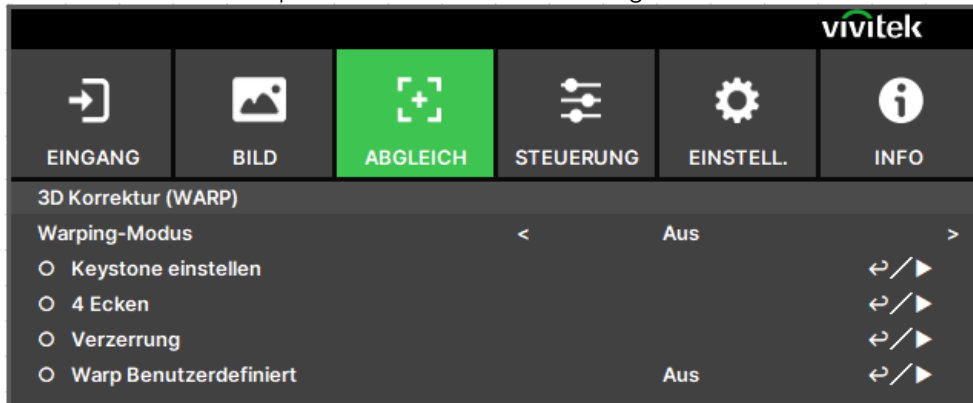 vivitek
EINGANG BILD ABGLEICH STEUERUNG EINSTELL. INFO
3D Korrektur (WARP)
Warping-Modus < Aus >
Keystone einstellen
4 Ecken
Verzerrung
Warp Benutzerdefiniert Aus